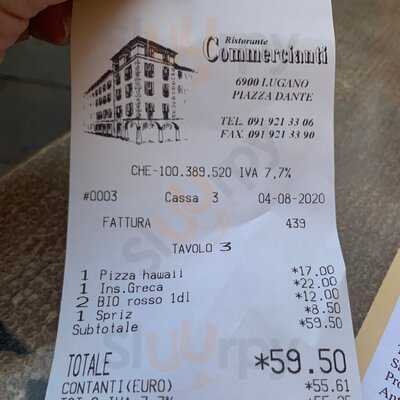 Ristorante
Commercianti
6900 LUGANO
PIAZZA DANTE
TEL. 091 921 33 06
FAX. 091 921 33 90
CHE-100.389.520 IVA 7,7%
#0003 Cassa 3 04-08-2020
FATTURA 439
TAVOLO 3
1 Pizza hawaii *17.00
1 Ins.Greca *22.00
2 BIO rosso 1dl *12.00
1 Spriz *8.50
Subtotale *59.50
TOTALE *59.50
CONTANTI(EURO) *55.61